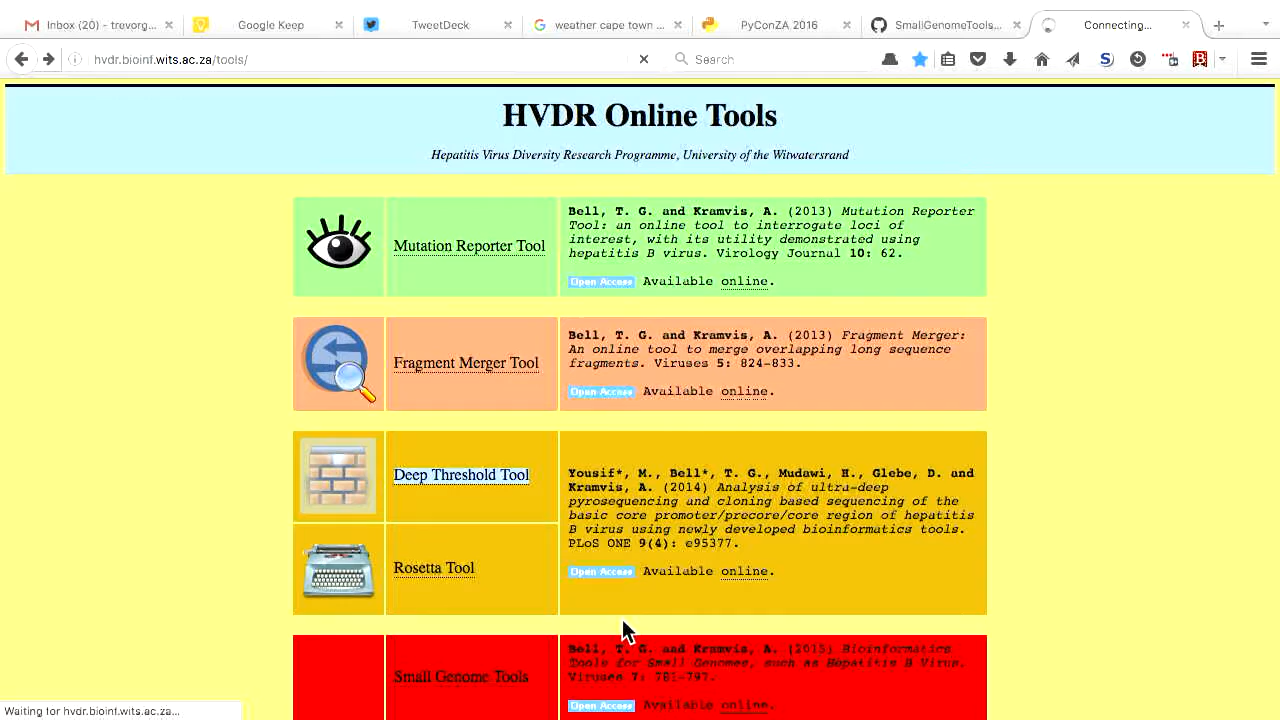 Inbox (20) - trevorg...
Google Keep
TweetDeck
weather cape town ...
PyConZA 2016
SmallGenomeTools...
Connecting...
hvdr.bioinf.wits.ac.za/tools/
Search
HVDR Online Tools
Hepatitis Virus Diversity Research Programme, University of the Witwatersrand
Mutation Reporter Tool
Bell, T. G. and Kramvis, A. (2013) Mutation Reporter
Tool: an online tool to interrogate loci of
interest, with its utility demonstrated using
hepatitis B virus. Virology Journal 10: 62.
Open Access Available online.
Fragment Merger Tool
Bell, T. G. and Kramvis, A. (2013) Fragment Merger:
An online tool to merge overlapping long sequence
fragments. Viruses 5: 824-833.
Open Access Available online.
Deep Threshold Tool
Rosetta Tool
Yousif*, M., Bell*, T. G., Mudawi, H., Glebe, D. and
Kramvis, A. (2014) Analysis of ultra-deep
pyrosequencing and cloning based sequencing of the
basic core promoter/precore/core region of hepatitis
B virus using newly developed bioinformatics tools.
PLoS ONE 9(4): e95377.
Open Access Available online.
Small Genome Tools
Bell, T. G. and Kramvis, A. (2015) Bioinformatics
Tools for Small Genomes, such as Hepatitis B Virus.
Viruses 7: 781-797.
Open Access Available online.
Waiting for hvdr.bioinf.wits.ac.za...